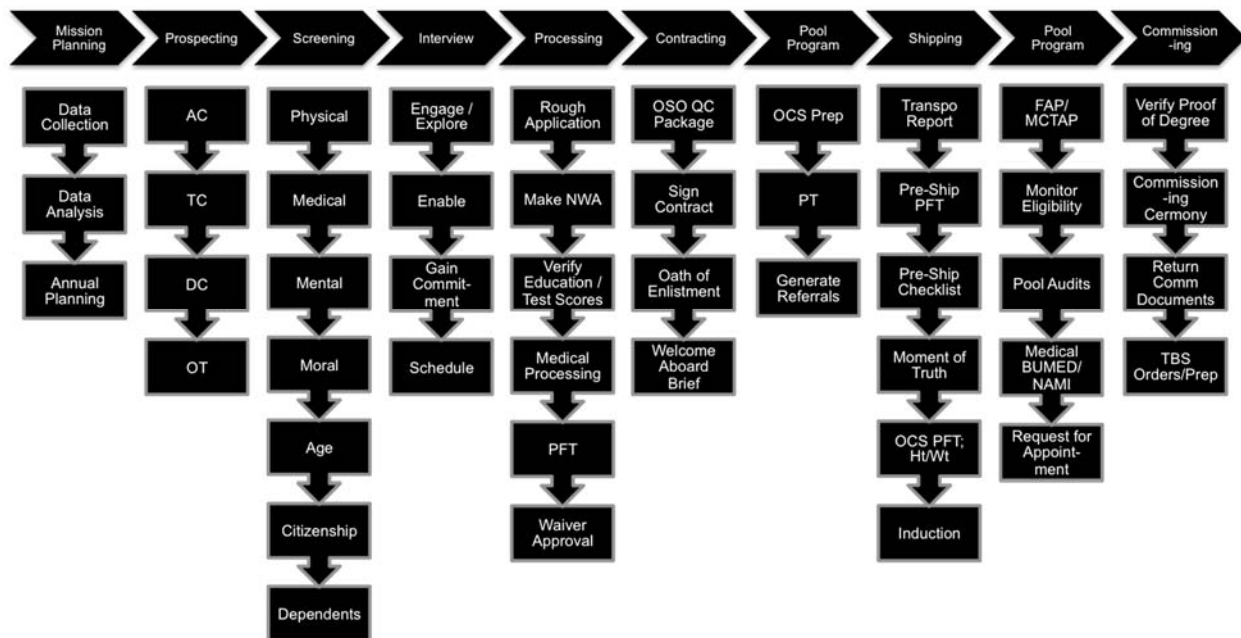 Mission
Planning
Prospecting
Screening
Interview
Processing
Contracting
Pool
Program
Shipping
Pool
Program
Commission
-ing
Data
Collection
Data
Analysis
Annual
Planning
AC
TC
DC
OT
Physical
Medical
Mental
Moral
Age
Citizenship
Dependents
Engage /
Explore
Enable
Gain
Commit-
ment
Schedule
Rough
Application
Make NWA
Verify
Education /
Test Scores
Medical
Processing
PFT
Waiver
Approval
OSO QC
Package
Sign
Contract
Oath of
Enlistment
Welcome
Aboard
Brief
OCS Prep
PT
Generate
Referrals
Transpo
Report
Pre-Ship
PFT
Pre-Ship
Checklist
Moment of
Truth
OCS PFT;
Ht/Wt
Induction
FAP/
MCTAP
Monitor
Eligibility
Pool Audits
Medical
BUMED/
NAMI
Request for
Appoint-
ment
Verify Proof
of Degree
Commission
-ing
Cermony
Return
Comm
Documents
TBS
Orders/Prep